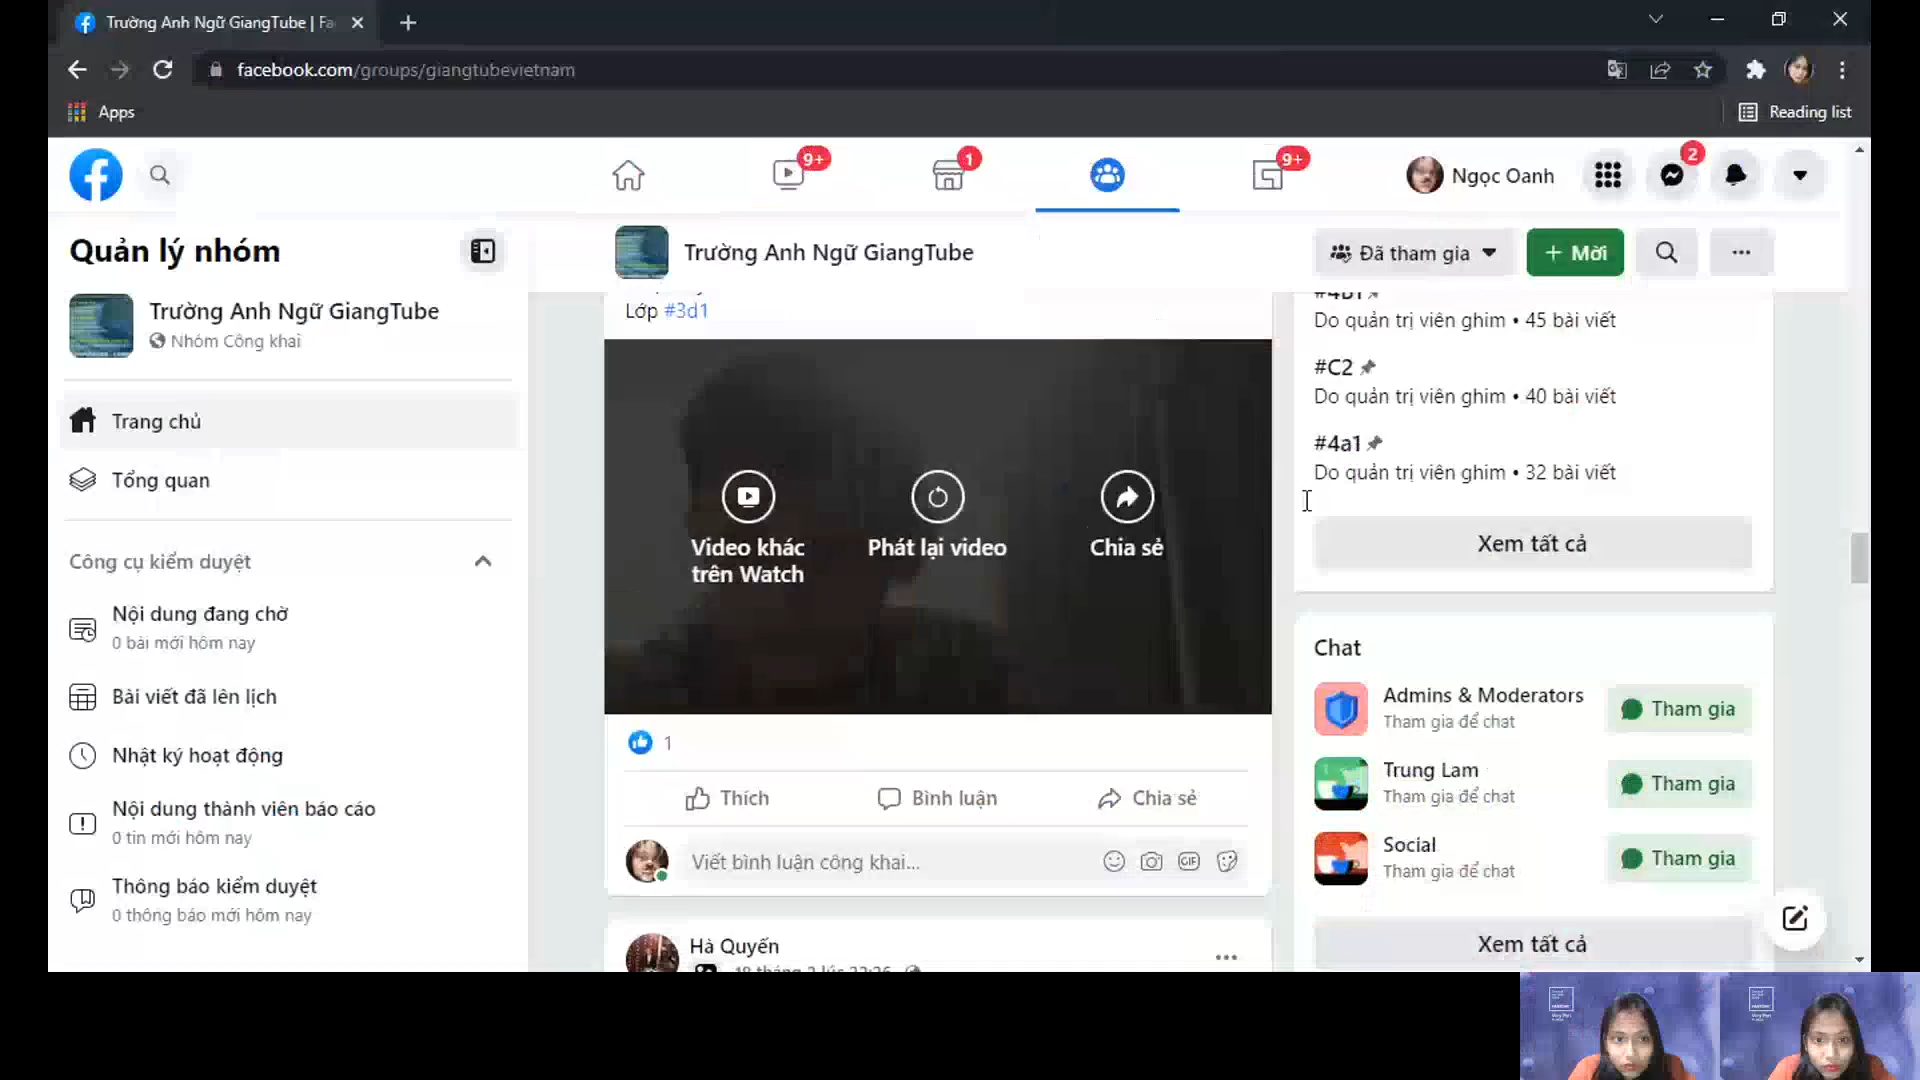 Trường Anh Ngữ GiangTube | Fa
facebook.com/groups/giangtubevietnam
Apps
Reading list
9+
1
9+
Ngọc Oanh
2
Quản lý nhóm
Trường Anh Ngữ GiangTube
Đã tham gia
+ Mời
Trường Anh Ngữ GiangTube
Nhóm Công khai
Trang chủ
Tổng quan
Công cụ kiểm duyệt
Nội dung đang chờ
0 bài mới hôm nay
Bài viết đã lên lịch
Nhật ký hoạt động
Nội dung thành viên báo cáo
0 tin mới hôm nay
Thông báo kiểm duyệt
0 thông báo mới hôm nay
Lớp #3d1
Video khác
trên Watch
Phát lại video
Chia sẻ
1
Thích
Bình luận
Chia sẻ
Viết bình luận công khai...
GIF
Hà Quyến
Do quản trị viên ghim • 45 bài viết
#C2
Do quản trị viên ghim • 40 bài viết
#4a1
Do quản trị viên ghim • 32 bài viết
Xem tất cả
Chat
Admins & Moderators
Tham gia để chat
Tham gia
Trung Lam
Tham gia để chat
Tham gia
Social
Tham gia để chat
Tham gia
Xem tất cả